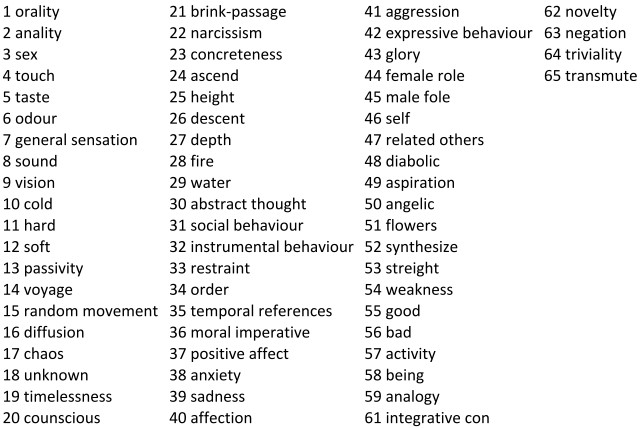 1 orality
2 anality
3 sex
4 touch
5 taste
6 odour
7 general sensation
8 sound
9 vision
10 cold
11 hard
12 soft
13 passivity
14 voyage
15 random movement
16 diffusion
17 chaos
18 unknown
19 timelessness
20 counscious
21 brink-passage
22 narcissism
23 concreteness
24 ascend
25 height
26 descent
27 depth
28 fire
29 water
30 abstract thought
31 social behaviour
32 instrumental behaviour
33 restraint
34 order
35 temporal references
36 moral imperative
37 positive affect
38 anxiety
39 sadness
40 affection
41 aggression
42 expressive behaviour
43 glory
44 female role
45 male fole
46 self
47 related others
48 diabolic
49 aspiration
50 angelic
51 flowers
52 synthesize
53 streight
54 weakness
55 good
56 bad
57 activity
58 being
59 analogy
61 integrative con
62 novelty
63 negation
64 triviality
65 transmute